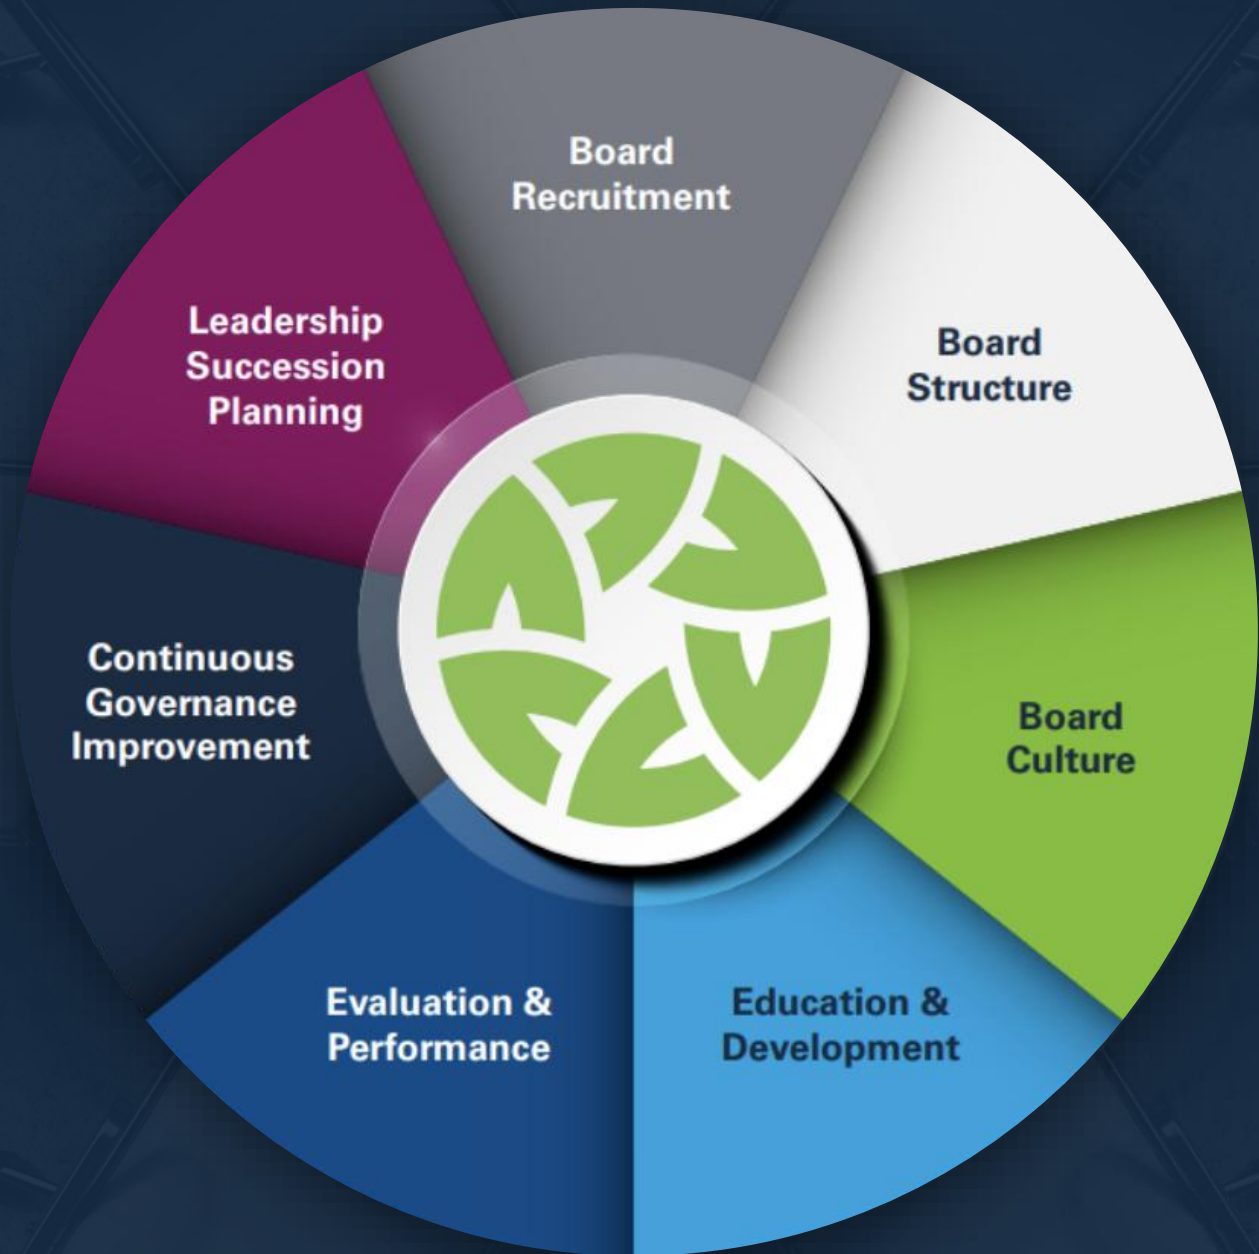 Board
Recruitment
Board
Structure
Board
Culture
Education &
Development
Evaluation &
Performance
Continuous
Governance
Improvement
Leadership
Succession
Planning